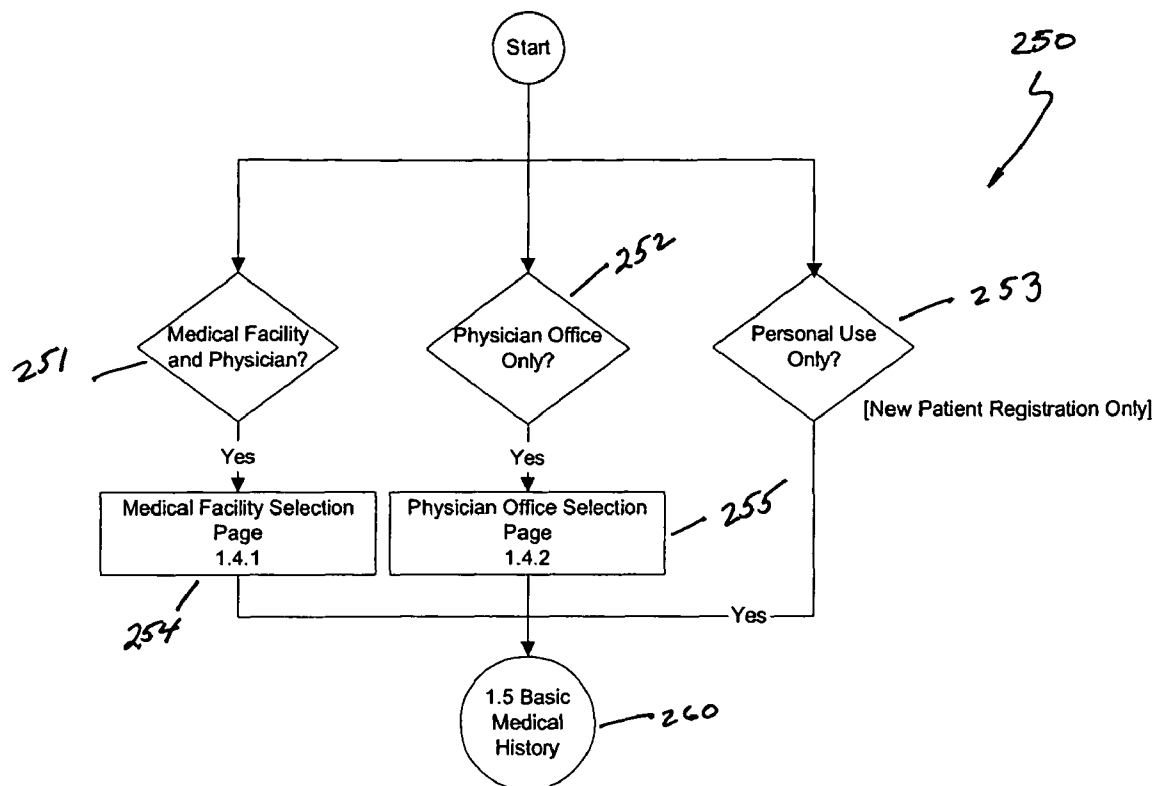 Start
250
252
253
Medical Facility
and Physician?
Physician Office
Only?
Personal Use
Only?
251
[New Patient Registration Only]
Yes
Yes
Medical Facility Selection
Page
1.4.1
Physician Office Selection
Page
1.4.2
255
254
Yes
1.5 Basic
Medical
History
260